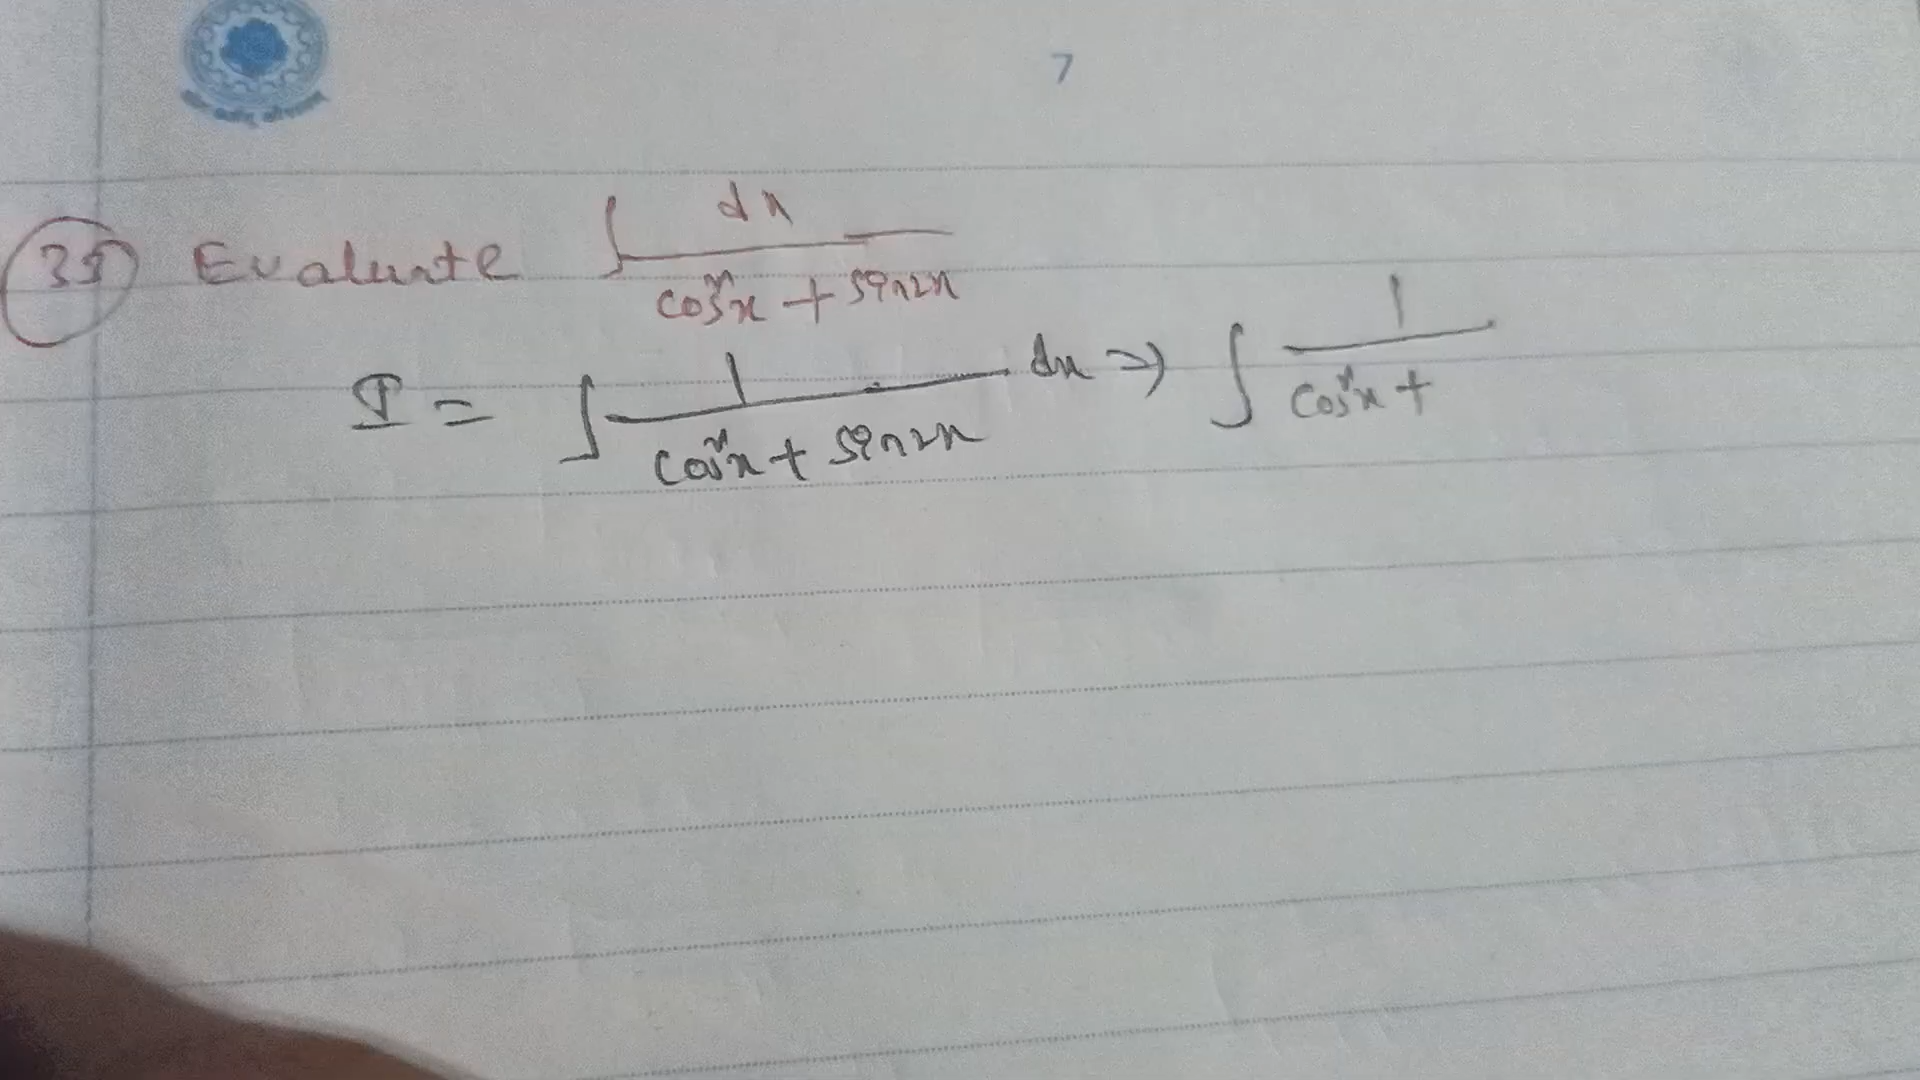 7
35 Evaluate ∫ dx / (cos²x + sin2x)
I = ∫ 1 / (cos²x + sin2x) dx ⇒ ∫ 1 / (cos²x +